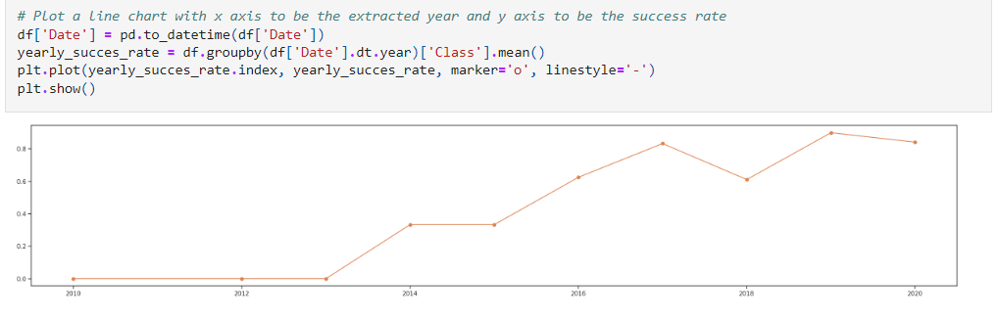 # Plot a line chart with x axis to be the extracted year and y axis to be the success rate
df['Date'] = pd.to_datetime(df['Date'])
yearly_succes_rate = df.groupby(df['Date'].dt.year)['Class'].mean()
plt.plot(yearly_succes_rate.index, yearly_succes_rate, marker='o', linestyle='-')
plt.show()
0.8
0.6
0.4
0.2
0.0
2010 2012 2014 2016 2018 2020